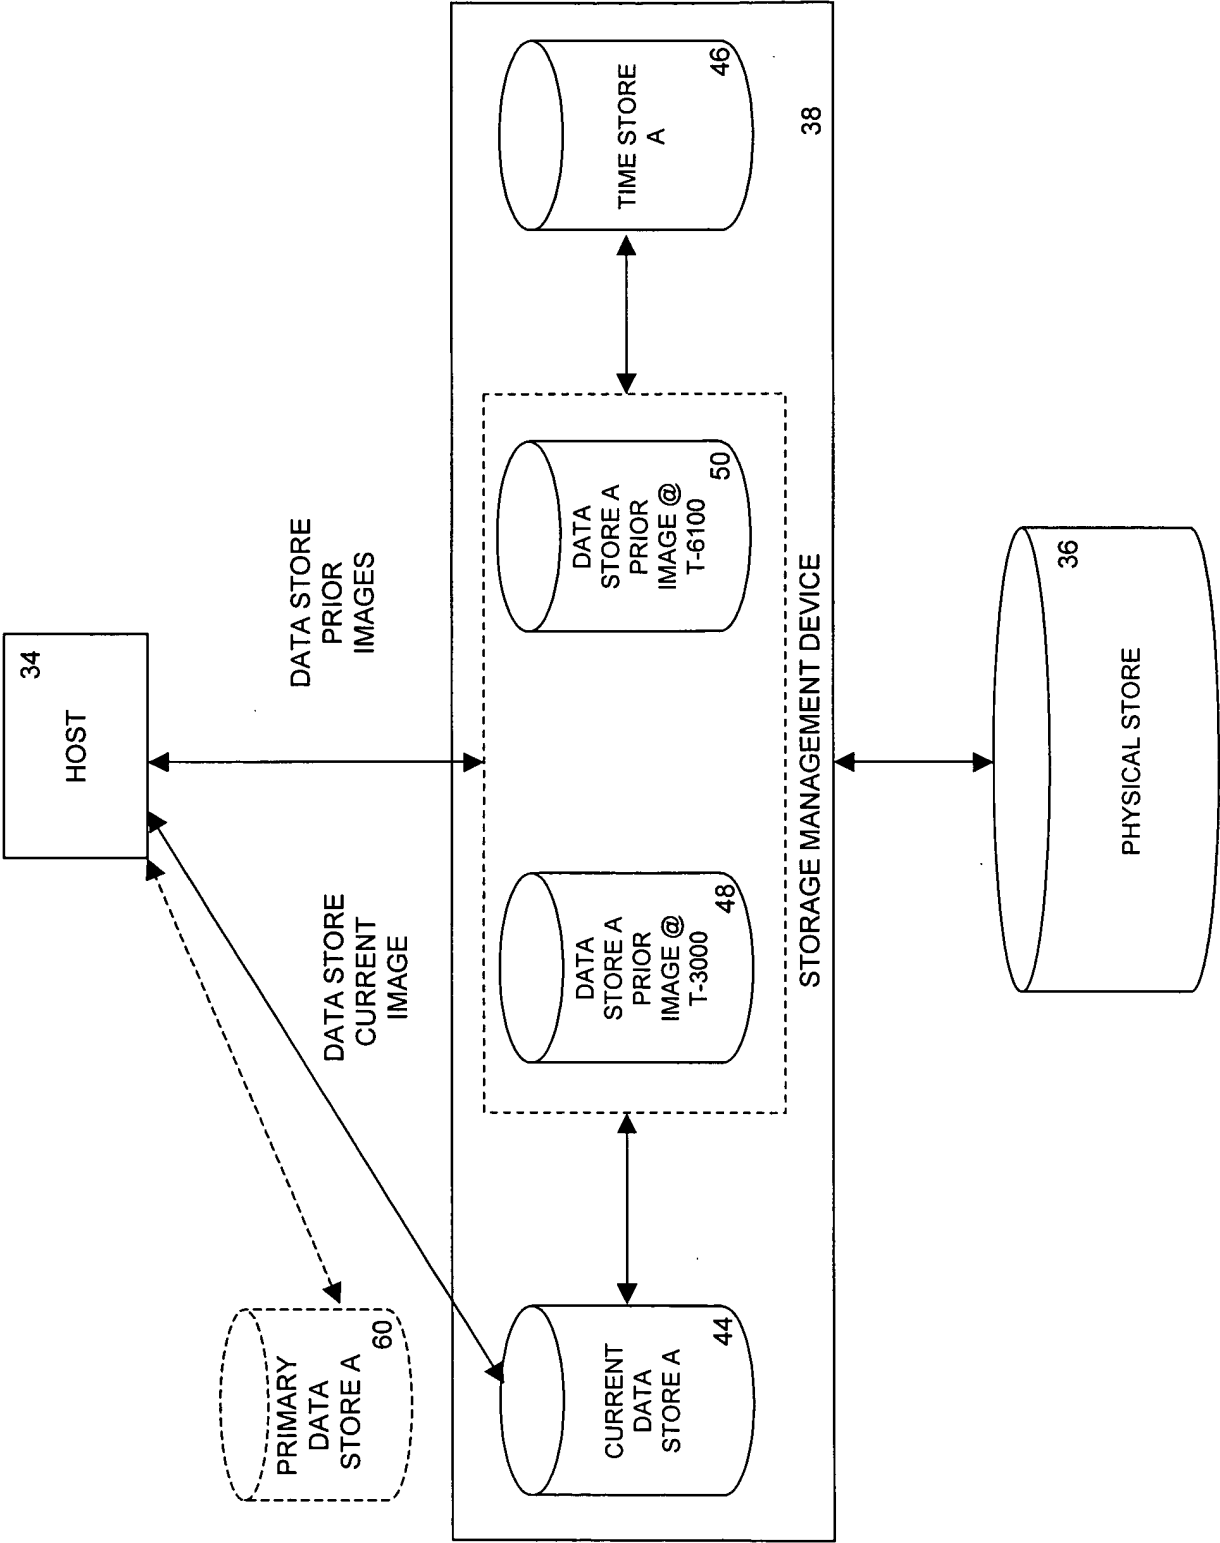 HOST
34
DATA STORE
PRIOR
IMAGES
DATA STORE
CURRENT
IMAGE
PRIMARY
DATA
STORE A
60
CURRENT
DATA
STORE A
44
DATA
STORE A
PRIOR
IMAGE @
T-3000
48
DATA
STORE A
PRIOR
IMAGE @
T-6100
50
TIME STORE
A
46
STORAGE MANAGEMENT DEVICE
38
PHYSICAL STORE
36